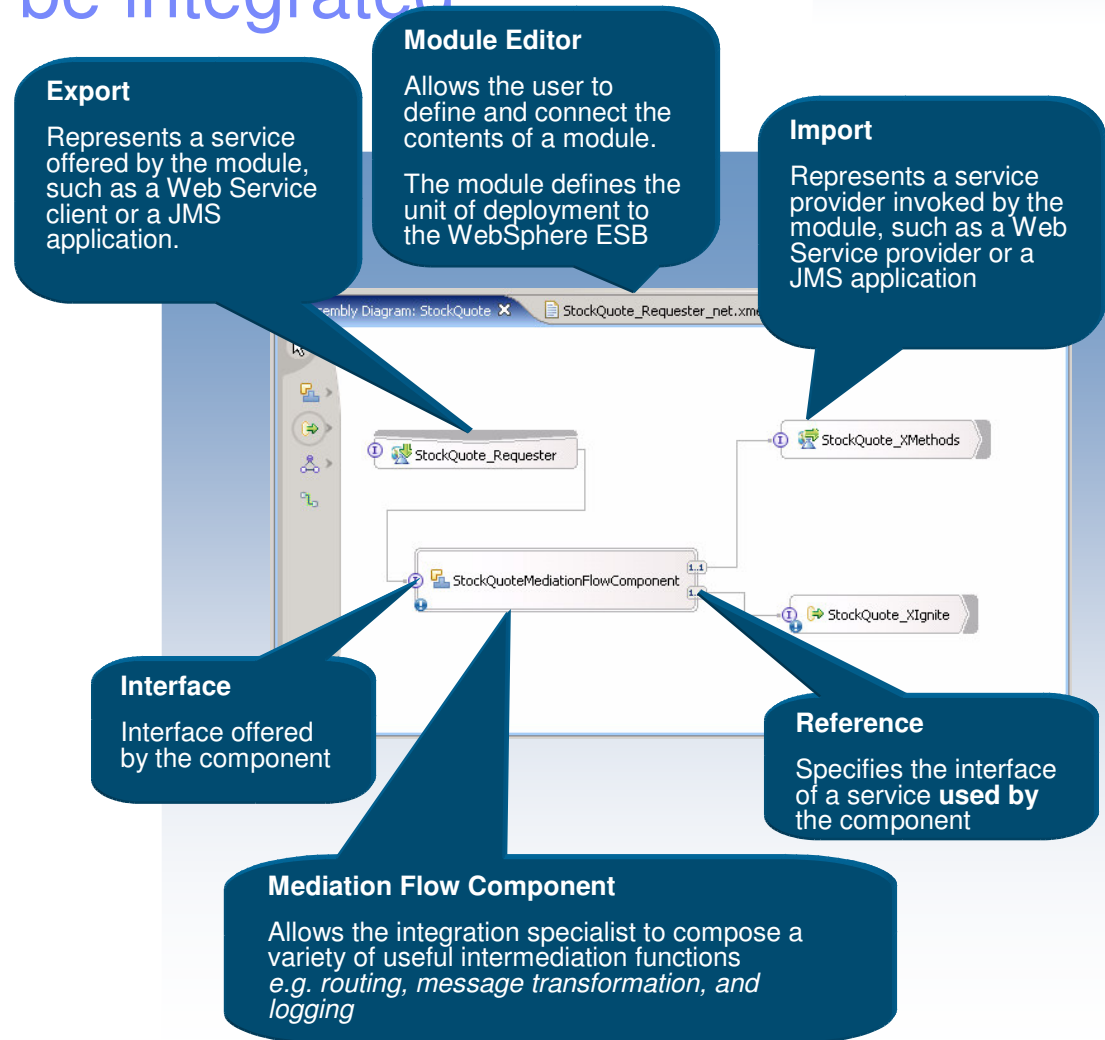 be integrated
Module Editor
Allows the user to
define and connect the
contents of a module.
The module defines the
unit of deployment to
the WebSphere ESB
Export
Represents a service
offered by the module,
such as a Web Service
client or a JMS
application.
Import
Represents a service
provider invoked by the
module, such as a Web
Service provider or a
JMS application
embly Diagram: StockQuote
StockQuote_Requester_net.xme
StockQuote_Requester
StockQuote_XMethods
StockQuoteMediationFlowComponent
1..1
1..
StockQuote_XIgnite
Interface
Interface offered
by the component
Reference
Specifies the interface
of a service used by
the component
Mediation Flow Component
Allows the integration specialist to compose a
variety of useful intermediation functions
e.g. routing, message transformation, and
logging